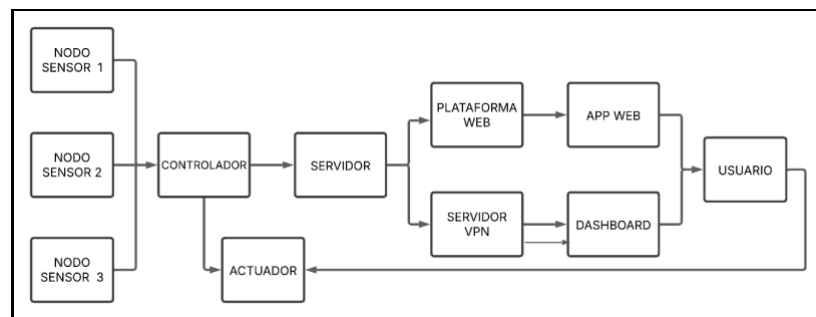 NODO
SENSOR 1
NODO
SENSOR 2
NODO
SENSOR 3
CONTROLADOR
ACTUADOR
SERVIDOR
PLATAFORMA
WEB
SERVIDOR
VPN
APP WEB
DASHBOARD
USUARIO